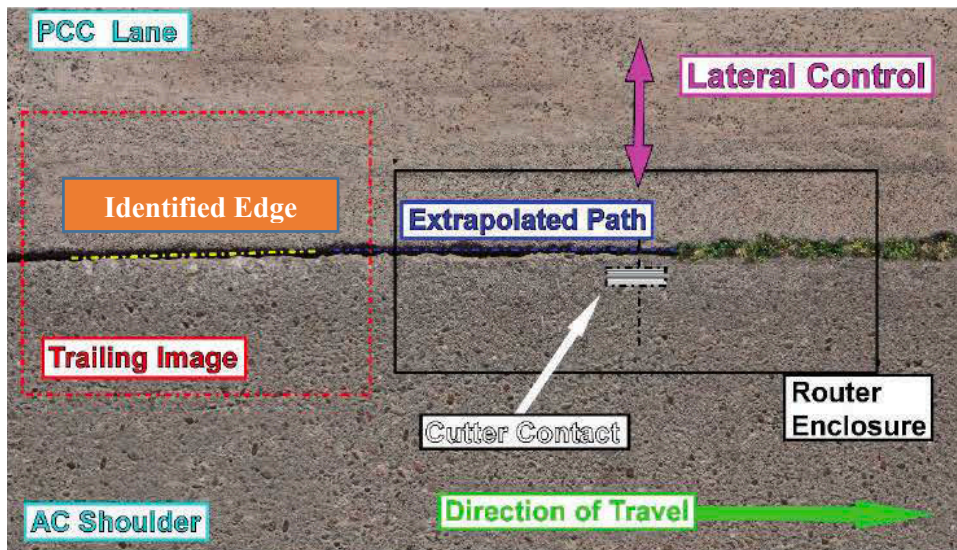 PCC Lane
Lateral Control
Identified Edge
Extrapolated Path
Trailing Image
Cutter Contact
Router
Enclosure
Direction of Travel
AC Shoulder